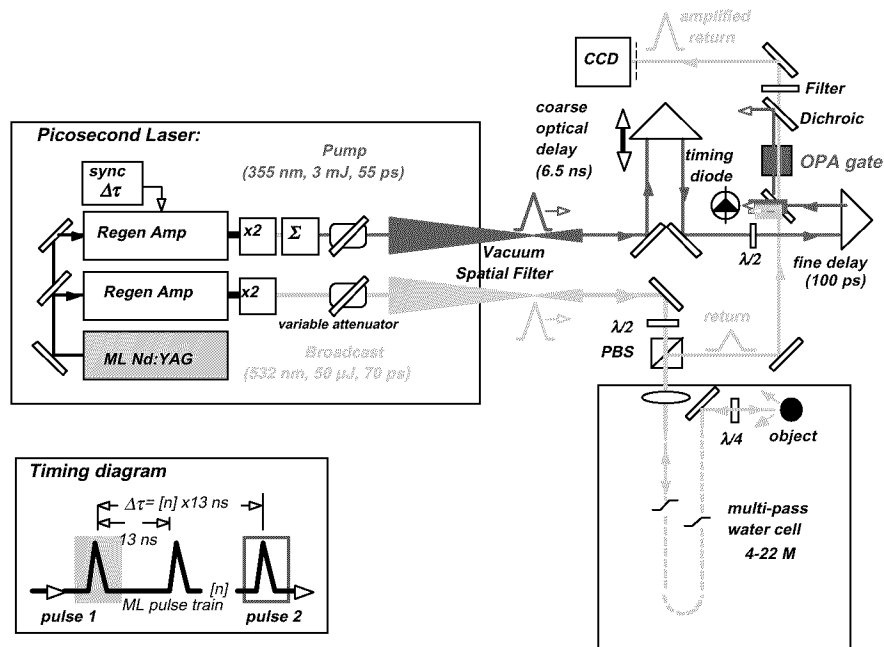 amplified
return
CCD
Filter
Dichroic
coarse
optical
delay
(6.5 ns)
timing
diode
OPA gate
λ/2
fine delay
(100 ps)
Picosecond Laser:
Pump
(355 nm, 3 mJ, 55 ps)
sync
Δτ
Regen Amp
x2
Σ
Vacuum
Spatial Filter
Regen Amp
x2
variable attenuator
ML Nd:YAG
Broadcast
(532 nm, 50 µJ, 70 ps)
λ/2
PBS
return
λ/4
object
multi-pass
water cell
4-22 M
Timing diagram
Δτ= [n] x13 ns
13 ns
[n]
ML pulse train
pulse 1
pulse 2